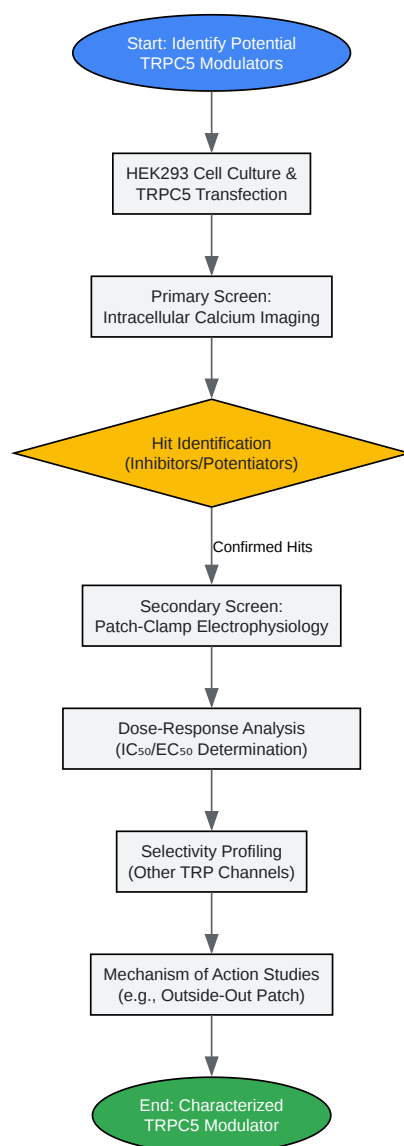 Start: Identify Potential
TRPC5 Modulators
HEK293 Cell Culture &
TRPC5 Transfection
Primary Screen:
Intracellular Calcium Imaging
Hit Identification
(Inhibitors/Potentiators)
Confirmed Hits
Secondary Screen:
Patch-Clamp Electrophysiology
Dose-Response Analysis
(IC₅₀/EC₅₀ Determination)
Selectivity Profiling
(Other TRP Channels)
Mechanism of Action Studies
(e.g., Outside-Out Patch)
End: Characterized
TRPC5 Modulator